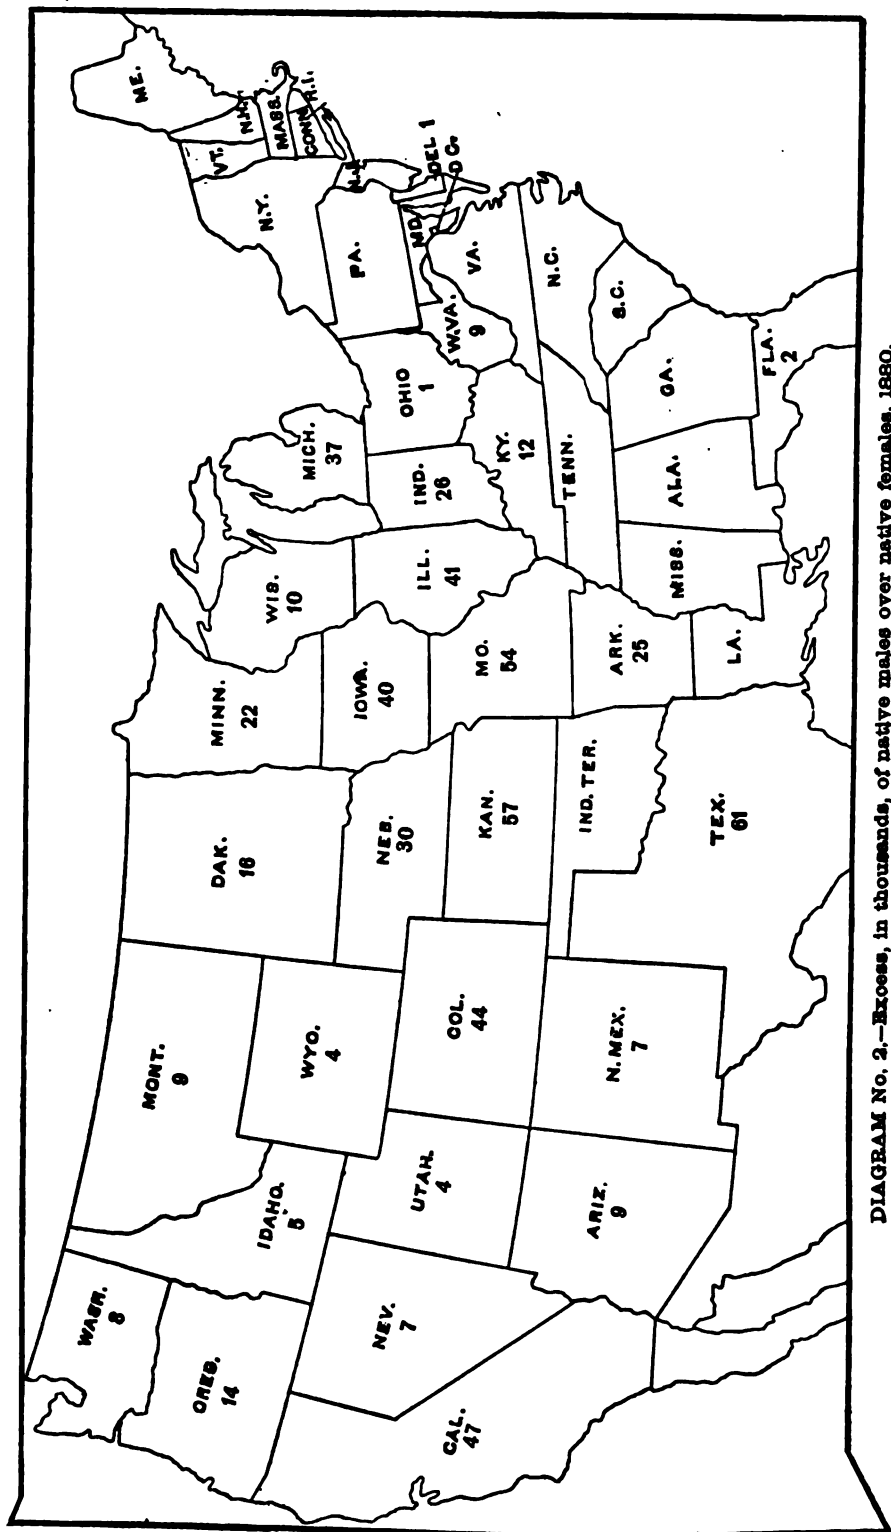 WASH.
8
OREG.
14
CAL.
47
NEV.
7
IDAHO.
5
MONT.
9
WYO.
4
UTAH.
4
ARIZ.
9
COL.
44
N. MEX.
7
DAK.
16
NEB.
30
KAN.
57
IND. TER.
TEX.
61
MINN.
22
IOWA.
40
MO.
54
ARK.
25
LA.
WIS.
10
ILL.
41
MISS.
MICH.
37
IND.
26
OHIO
1
KY.
12
TENN.
ALA.
GA.
FLA.
2
S.C.
N.C.
VA.
W.VA.
9
PA.
N.Y.
VT.
N.H.
ME.
MASS.
CONN.
R.I.
N.J.
MD.
DEL 1
D C.
DIAGRAM No. 2.—Excess, in thousands, of native males over native females, 1880.